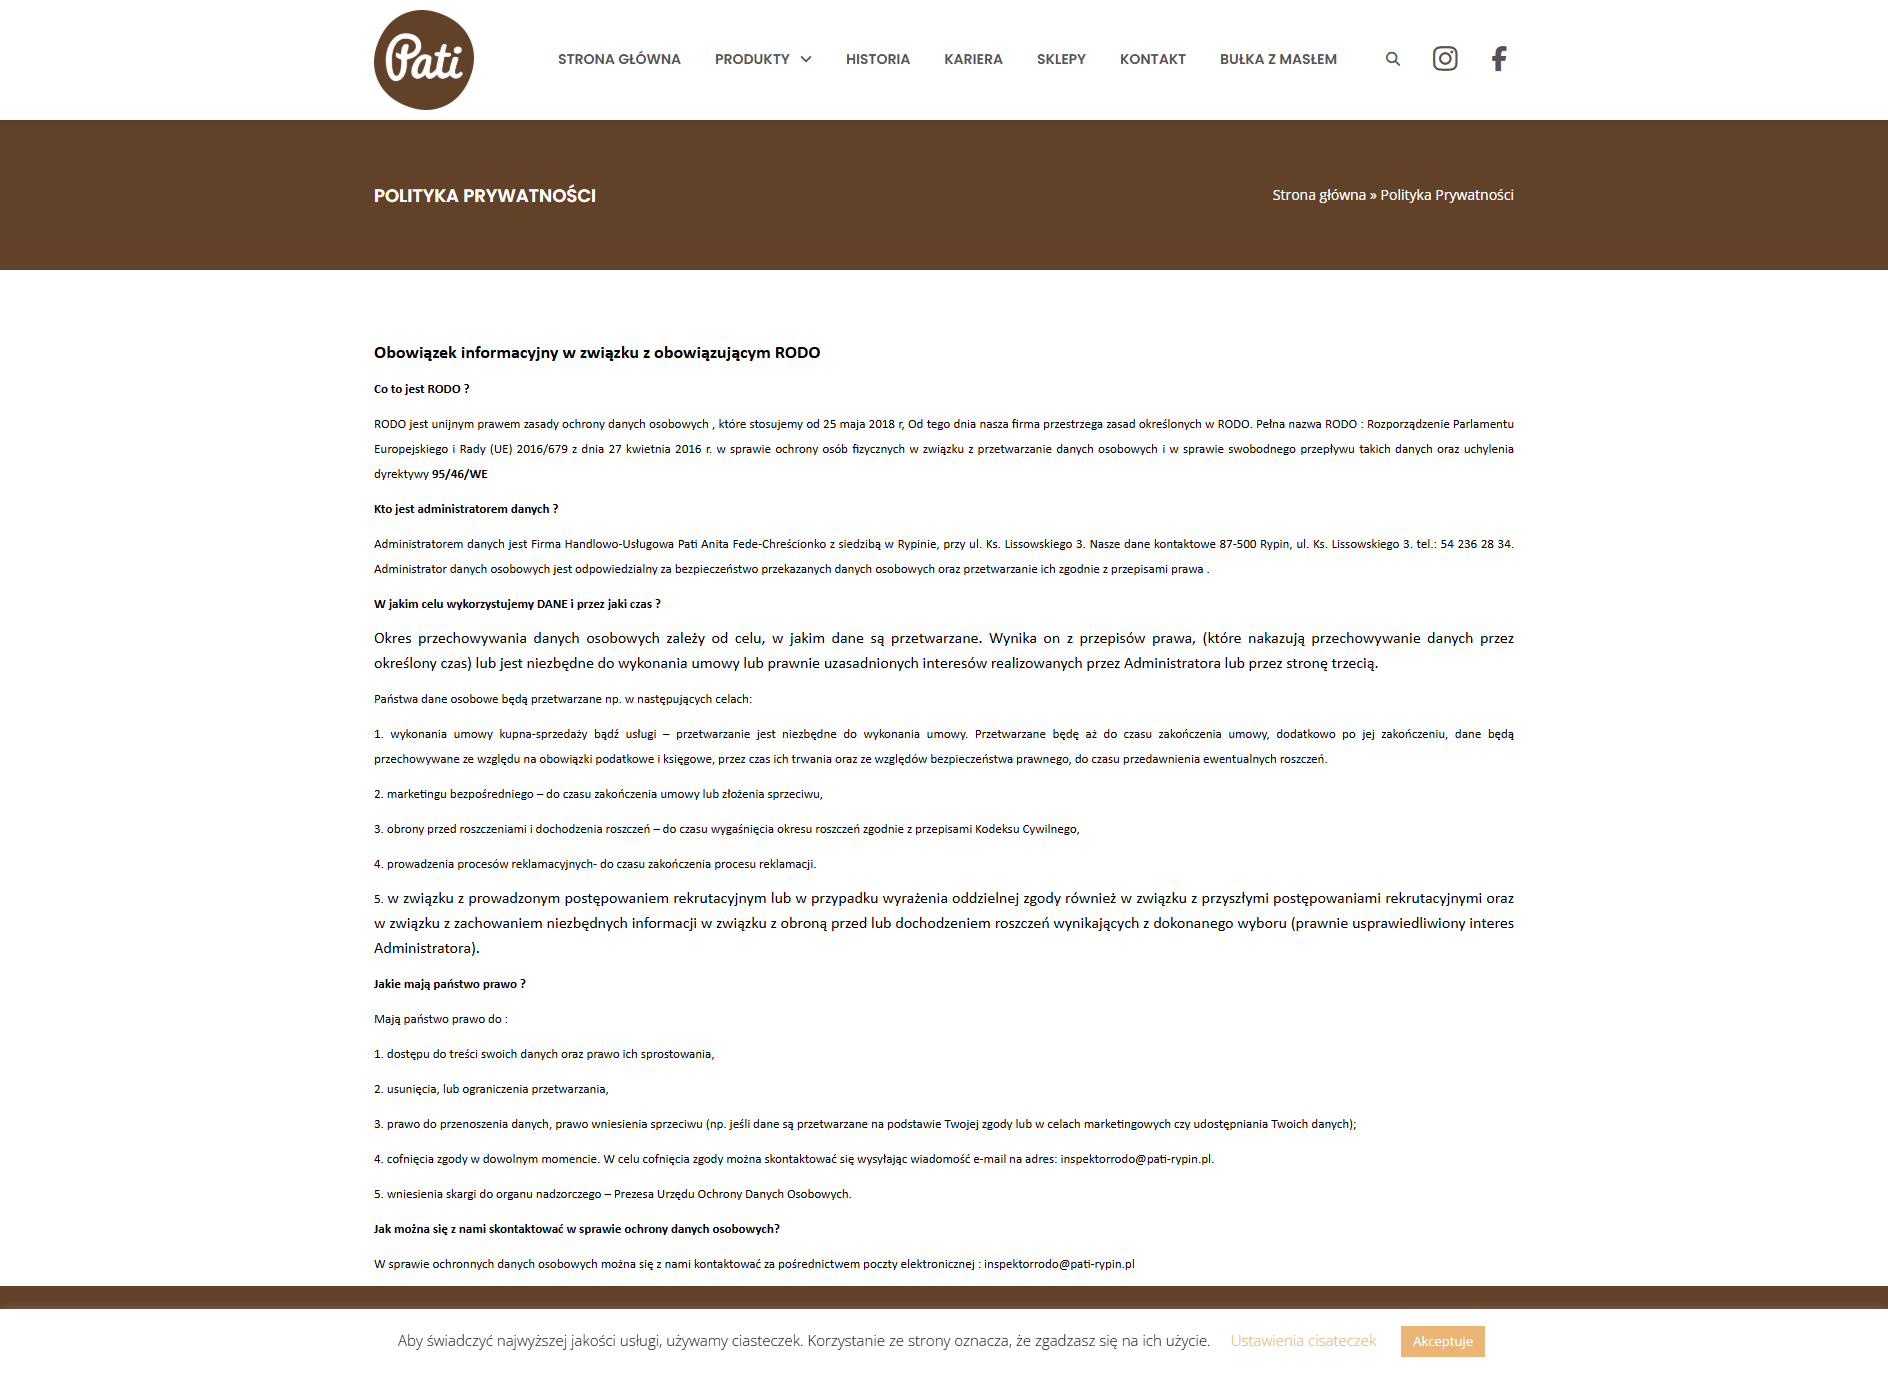 Pati
STRONA GŁÓWNA PRODUKTY HISTORIA KARIERA SKLEPY KONTAKT BUŁKA Z MASŁEM
POLITYKA PRYWATNOŚCI
Strona główna » Polityka Prywatności
Obowiązek informacyjny w związku z obowiązującym RODO
Co to jest RODO ?
RODO jest unijnym prawem zasady ochrony danych osobowych , które stosujemy od 25 maja 2018 r, Od tego dnia nasza firma przestrzega zasad określonych w RODO. Pełna nazwa RODO : Rozporządzenie Parlamentu
Europejskiego i Rady (UE) 2016/679 z dnia 27 kwietnia 2016 r. w sprawie ochrony osób fizycznych w związku z przetwarzanie danych osobowych i w sprawie swobodnego przepływu takich danych oraz uchylenia
dyrektywy 95/46/WE
Kto jest administratorem danych ?
Administratorem danych jest Firma Handlowo-Usługowa Pati Anita Fede-Chreścionko z siedzibą w Rypinie, przy ul. Ks. Lissowskiego 3. Nasze dane kontaktowe 87-500 Rypin, ul. Ks. Lissowskiego 3. tel.: 54 236 28 34.
Administrator danych osobowych jest odpowiedzialny za bezpieczeństwo przekazanych danych osobowych oraz przetwarzanie ich zgodnie z przepisami prawa .
W jakim celu wykorzystujemy DANE i przez jaki czas ?
Okres przechowywania danych osobowych zależy od celu, w jakim dane są przetwarzane. Wynika on z przepisów prawa, (które nakazują przechowywanie danych przez
określony czas) lub jest niezbędne do wykonania umowy lub prawnie uzasadnionych interesów realizowanych przez Administratora lub przez stronę trzecią.
Państwa dane osobowe będą przetwarzane np. w następujących celach:
1. wykonania umowy kupna-sprzedaży bądź usługi – przetwarzanie jest niezbędne do wykonania umowy. Przetwarzane będę aż do czasu zakończenia umowy, dodatkowo po jej zakończeniu, dane będą
przechowywane ze względu na obowiązki podatkowe i księgowe, przez czas ich trwania oraz ze względów bezpieczeństwa prawnego, do czasu przedawnienia ewentualnych roszczeń.
2. marketingu bezpośredniego – do czasu zakończenia umowy lub złożenia sprzeciwu,
3. obrony przed roszczeniami i dochodzenia roszczeń – do czasu wygaśnięcia okresu roszczeń zgodnie z przepisami Kodeksu Cywilnego,
4. prowadzenia procesów reklamacyjnych- do czasu zakończenia procesu reklamacji.
5. w związku z prowadzonym postępowaniem rekrutacyjnym lub w przypadku wyrażenia oddzielnej zgody również w związku z przyszłymi postępowaniami rekrutacyjnymi oraz
w związku z zachowaniem niezbędnych informacji w związku z obroną przed lub dochodzeniem roszczeń wynikających z dokonanego wyboru (prawnie usprawiedliwiony interes
Administratora).
Jakie mają państwo prawo ?
Mają państwo prawo do :
1. dostępu do treści swoich danych oraz prawo ich sprostowania,
2. usunięcia, lub ograniczenia przetwarzania,
3. prawo do przenoszenia danych, prawo wniesienia sprzeciwu (np. jeśli dane są przetwarzane na podstawie Twojej zgody lub w celach marketingowych czy udostępniania Twoich danych);
4. cofnięcia zgody w dowolnym momencie. W celu cofnięcia zgody można skontaktować się wysyłając wiadomość e-mail na adres: inspektorrodo@pati-rypin.pl.
5. wniesienia skargi do organu nadzorczego – Prezesa Urzędu Ochrony Danych Osobowych.
Jak można się z nami skontaktować w sprawie ochrony danych osobowych?
W sprawie ochronnych danych osobowych można się z nami kontaktować za pośrednictwem poczty elektronicznej : inspektorrodo@pati-rypin.pl
Aby świadczyć najwyższej jakości usługi, używamy ciasteczek. Korzystanie ze strony oznacza, że zgadzasz się na ich użycie. Ustawienia cisateczek Akceptuje